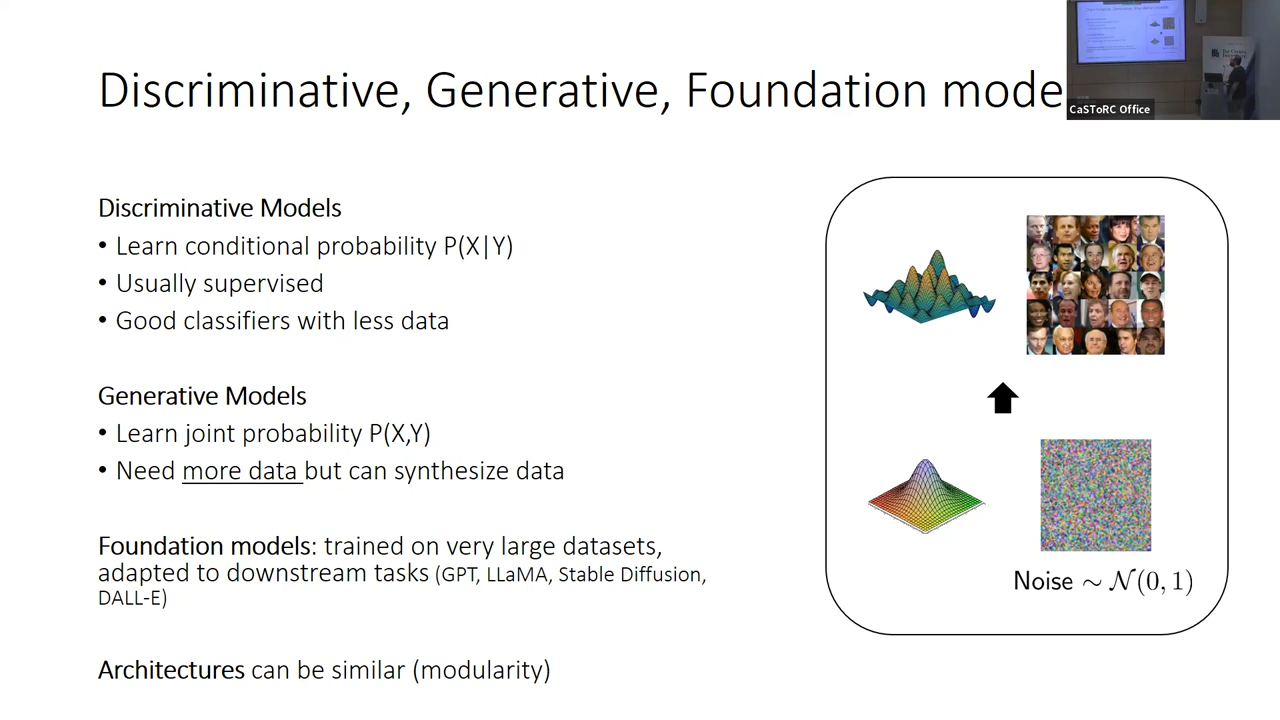 Discriminative, Generative, Foundation mode
CaSToRC Office
Discriminative Models
• Learn conditional probability P(X|Y)
• Usually supervised
• Good classifiers with less data
Generative Models
• Learn joint probability P(X,Y)
• Need more data but can synthesize data
Foundation models: trained on very large datasets,
adapted to downstream tasks (GPT, LLaMA, Stable Diffusion,
DALL-E)
Architectures can be similar (modularity)
Noise ∼ 𝒩(0, 1)